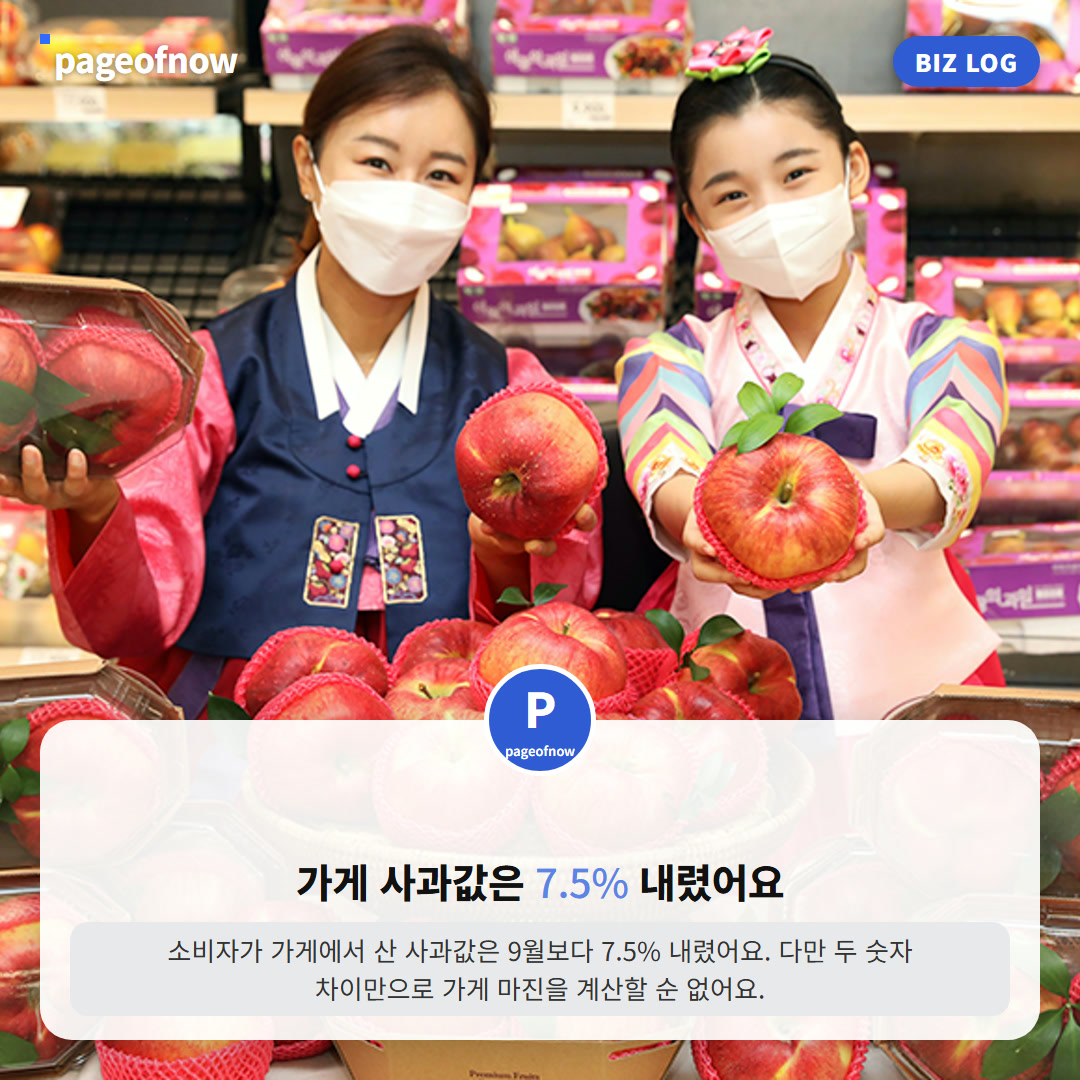 pageofnow
BIZ LOG
P
pageofnow
가게 사과값은 7.5% 내렸어요
소비자가 가게에서 산 사과값은 9월보다 7.5% 내렸어요. 다만 두 숫자
차이만으로 가게 마진을 계산할 순 없어요.
Premium Fruits